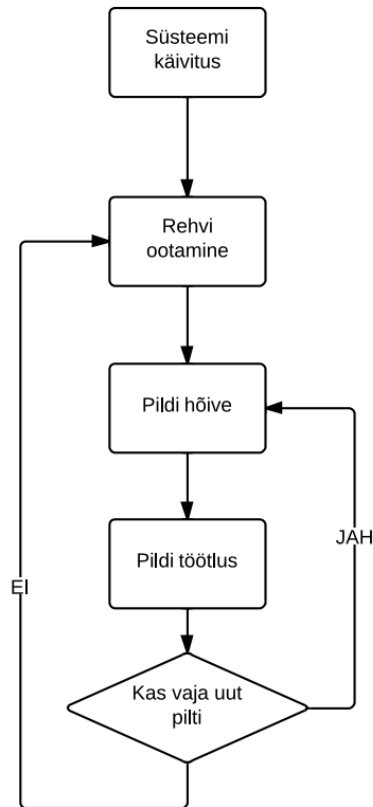 Süsteemi
käivitus
Rehvi
ootamine
Pildi hõive
Pildi töötlus
JAH
EI
Kas vaja uut
pilti